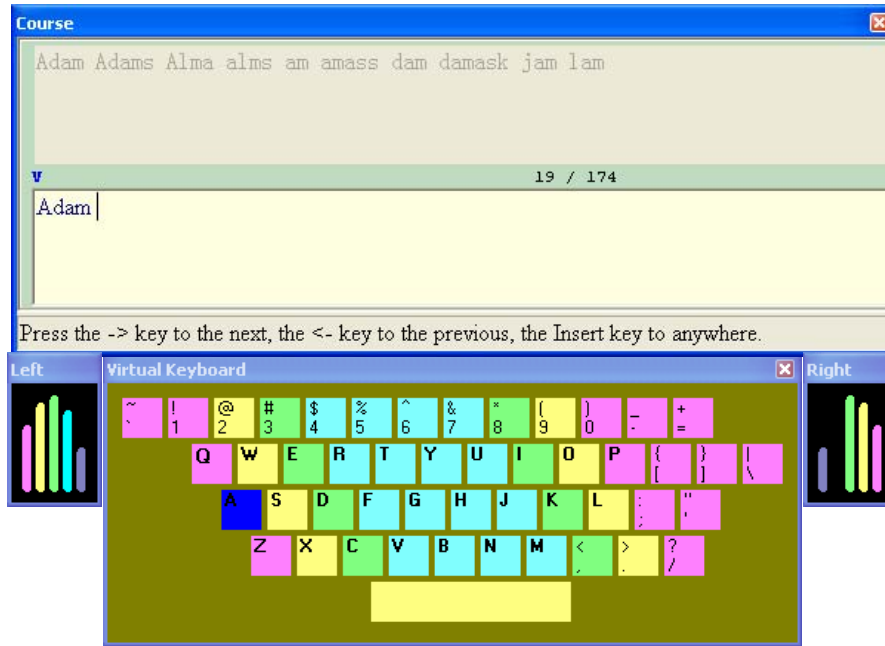 Course
Adam Adams Alma alms am amass dam damask jam lam
v 19 / 174
Adam
Press the -> key to the next, the <- key to the previous, the Insert key to anywhere.
Left Virtual Keyboard Right
~ ! @ # $ % ^ & * ( ) _ +
` 1 2 3 4 5 6 7 8 9 0 - =
Q W E R T Y U I O P { } |
[ ] \
A S D F G H J K L : "
; '
Z X C V B N M < > ?
, . /